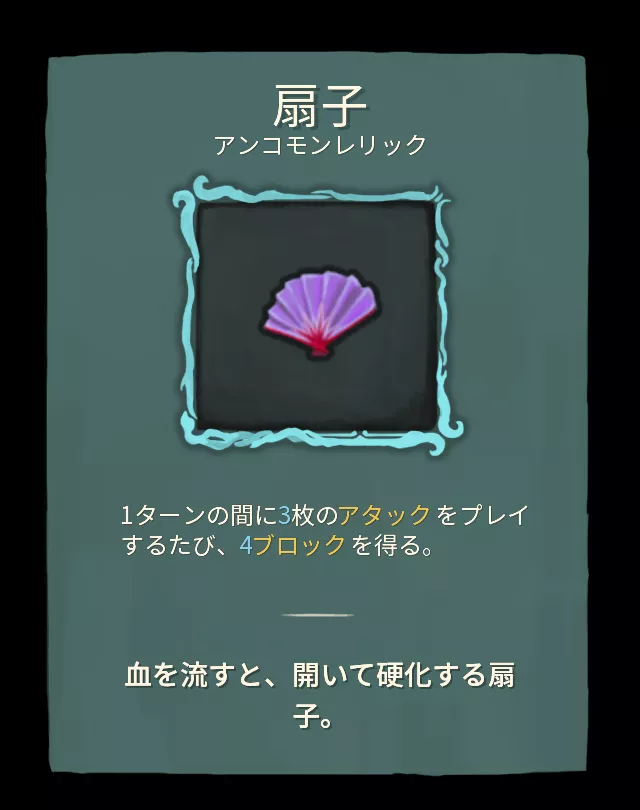 扇子
アンコモンレリック
1ターンの間に3枚のアタックをプレイ
するたび、4ブロックを得る。
血を流すと、開いて硬化する扇
子。